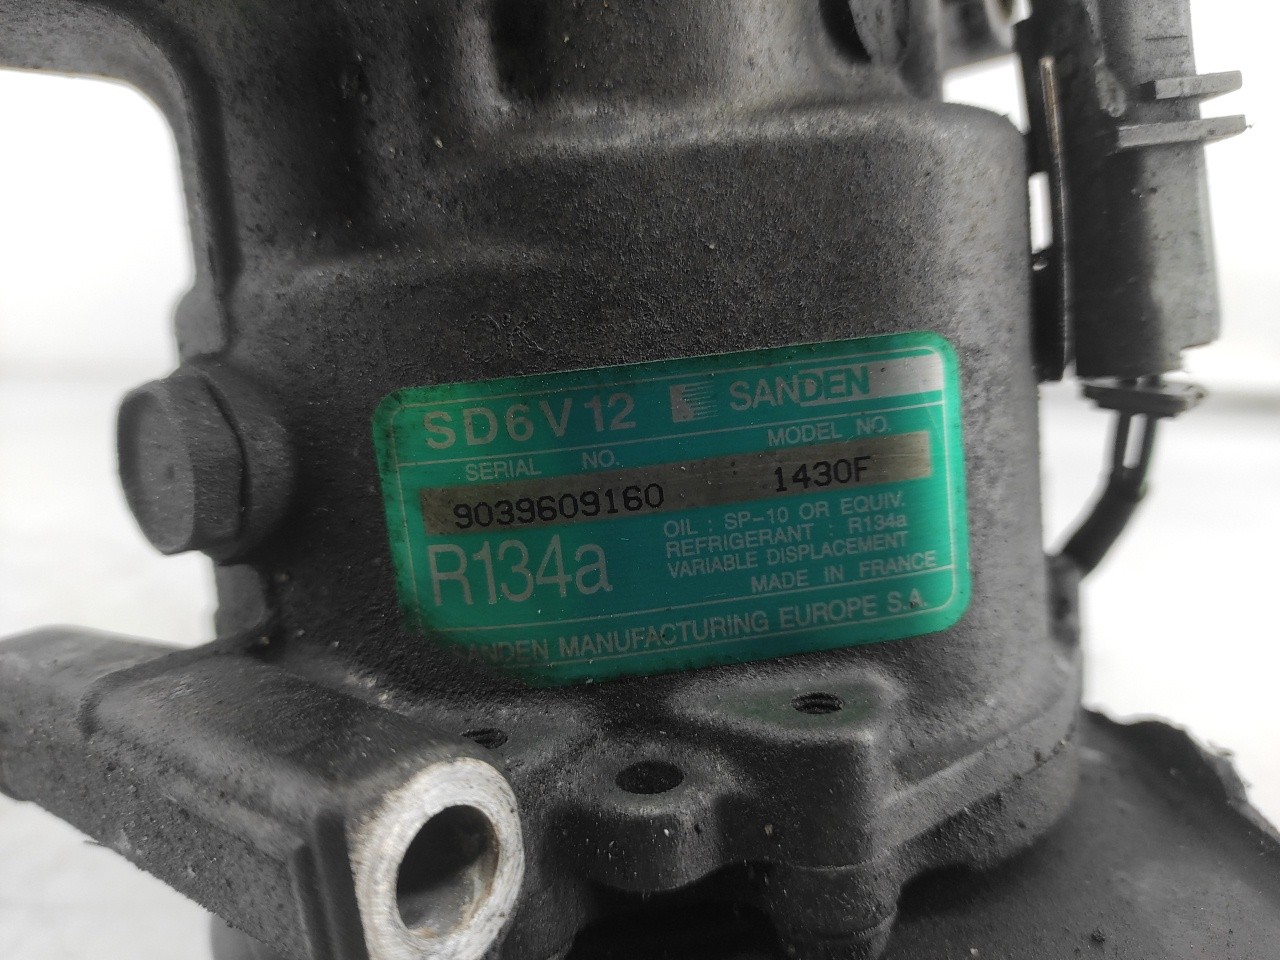 OK
SD6V12 SANDEN
SERIAL NO. MODEL NO.
9039609160 1430F
R134a
OIL : SP-10 OR EQUIV.
REFRIGERANT : R134a
VARIABLE DISPLACEMENT
MADE IN FRANCE
SANDEN MANUFACTURING EUROPE S.A.